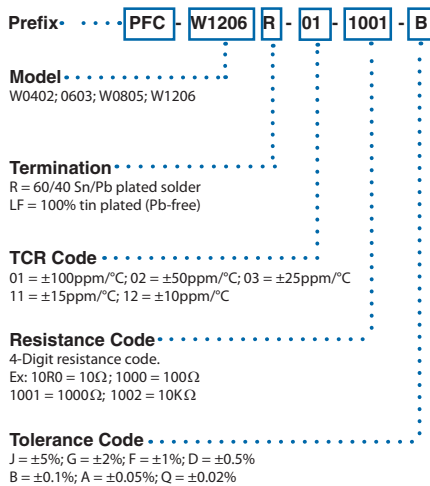 Prefix PFC - W1206 R - 01 - 1001 - B
Model
W0402; 0603; W0805; W1206
Termination
R = 60/40 Sn/Pb plated solder
LF = 100% tin plated (Pb-free)
TCR Code
01 = ±100ppm/°C; 02 = ±50ppm/°C; 03 = ±25ppm/°C
11 = ±15ppm/°C; 12 = ±10ppm/°C
Resistance Code
4-Digit resistance code.
Ex: 10R0 = 10Ω; 1000 = 100Ω
1001 = 1000Ω; 1002 = 10KΩ
Tolerance Code
J = ±5%; G = ±2%; F = ±1%; D = ±0.5%
B = ±0.1%; A = ±0.05%; Q = ±0.02%